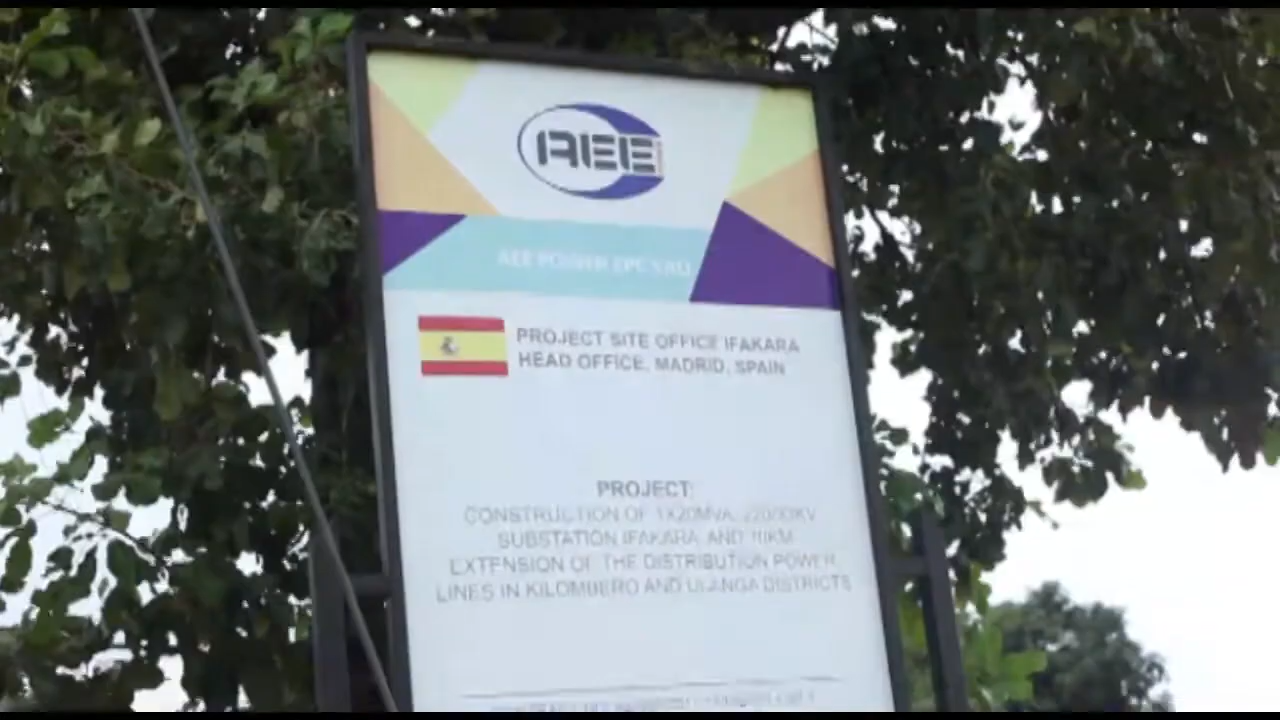 AEE
AEE POWER EPC SAU
PROJECT SITE OFFICE IFAKARA
HEAD OFFICE, MADRID, SPAIN
PROJECT:
CONSTRUCTION OF 1X20MVA, 220/33KV
SUBSTATION IFAKARA AND
EXTENSION OF THE DISTRIBUTION POWER
LINES IN KILOMBERO AND ULANGA DISTRICTS